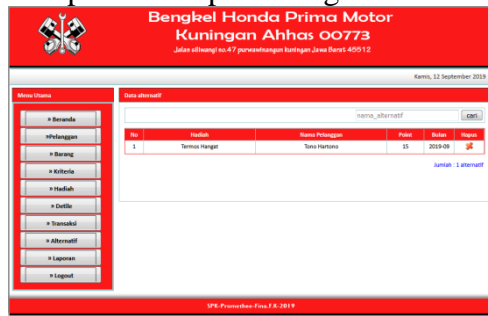 Bengkel Honda Prima Motor
Kuningan Ahhas 00773
Jalan siliwangi no.47 purwawinangun kuningan Jawa Barat 45512
Kamis, 12 September 2019
Menu Utama
» Beranda
»Pelanggan
» Barang
» Kriteria
» Hadiah
» Detile
» Transaksi
» Alternatif
» Laporan
» Logout
Data alternatif
nama_alternatif cari
No Hadiah Nama Pelanggan Point Bulan Hapus
1 Termos Hangat Tono Hartono 15 2019-09
Jumlah : 1 alternatif
SPK-Promethee-Fino.F.R-2019